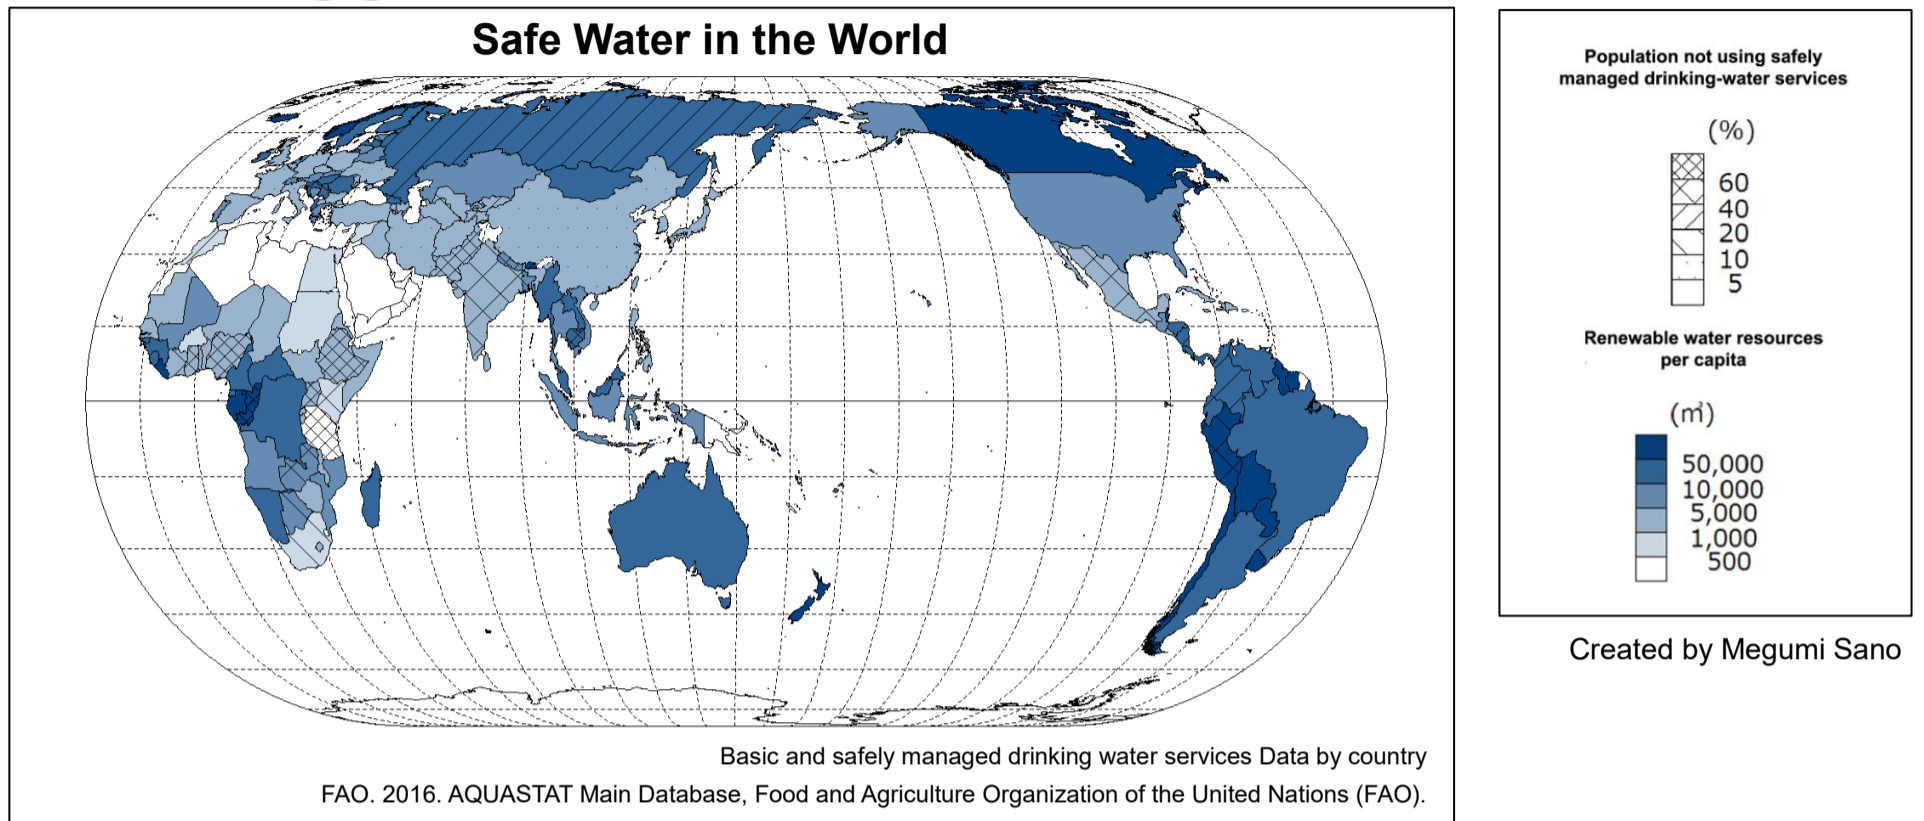 Safe Water in the World
Basic and safely managed drinking water services Data by country
FAO. 2016. AQUASTAT Main Database, Food and Agriculture Organization of the United Nations (FAO).
Population not using safely
managed drinking-water services
(%)
60
40
20
10
5
Renewable water resources
per capita
(㎥)
50,000
10,000
5,000
1,000
500
Created by Megumi Sano